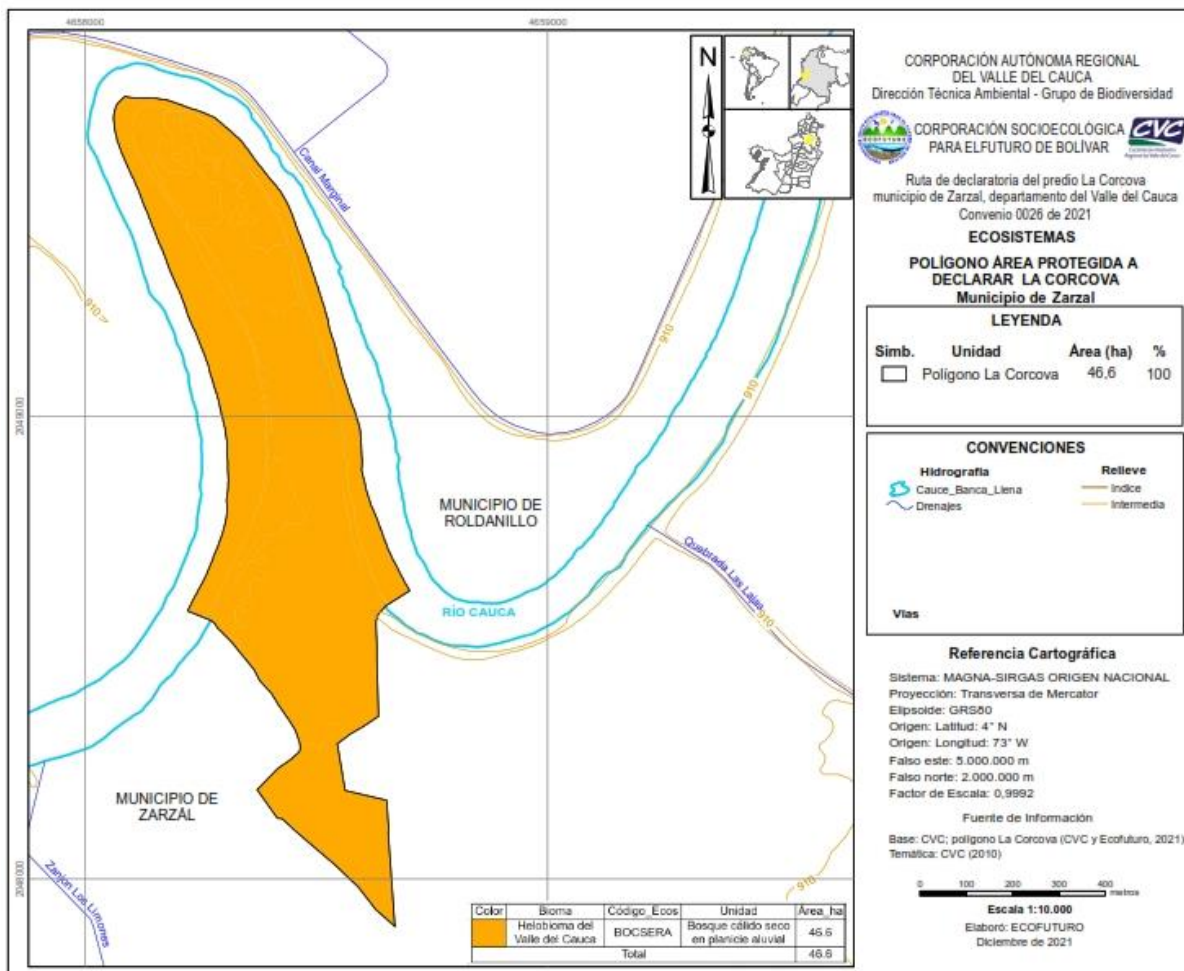 4658000
4659000
2049000
2048000
N
Canal Marginal
910
910
910
MUNICIPIO DE
ROLDANILLO
RÍO CAUCA
Quebrada Las Lajas
910
MUNICIPIO DE
ZARZÁL
Zanjon Los Limones
910
Color Bioma Código_Ecos Unidad Área_ha
Helobioma del
Valle del Cauca BOCSERA Bosque cálido seco
en planicie aluvial 46.6
Total 46.6
CORPORACIÓN AUTÓNOMA REGIONAL
DEL VALLE DEL CAUCA
Dirección Técnica Ambiental - Grupo de Biodiversidad
ECOFUTURO
CORPORACIÓN SOCIOECOLÓGICA
PARA ELFUTURO DE BOLÍVAR
CVC
Ruta de declaratoria del predio La Corcova
municipio de Zarzal, departamento del Valle del Cauca
Convenio 0026 de 2021
ECOSISTEMAS
POLÍGONO ÁREA PROTEGIDA A
DECLARAR LA CORCOVA
Municipio de Zarzal
LEYENDA
Simb. Unidad Área (ha) %
Polígono La Corcova 46,6 100
CONVENCIONES
Hidrografía Relieve
Cauce_Banca_Llena Indice
Drenajes Intermedia
Vías
Referencia Cartográfica
Sistema: MAGNA-SIRGAS ORIGEN NACIONAL
Proyección: Transversa de Mercator
Elipsoide: GRS80
Origen: Latitud: 4° N
Origen: Longitud: 73° W
Falso este: 5.000.000 m
Falso norte: 2.000.000 m
Factor de Escala: 0,9992
Fuente de Información
Base: CVC; polígono La Corcova (CVC y Ecofuturo, 2021)
Temática: CVC (2010)
0 100 200 300 400
metros
Escala 1:10.000
Elaboró: ECOFUTURO
Diciembre de 2021